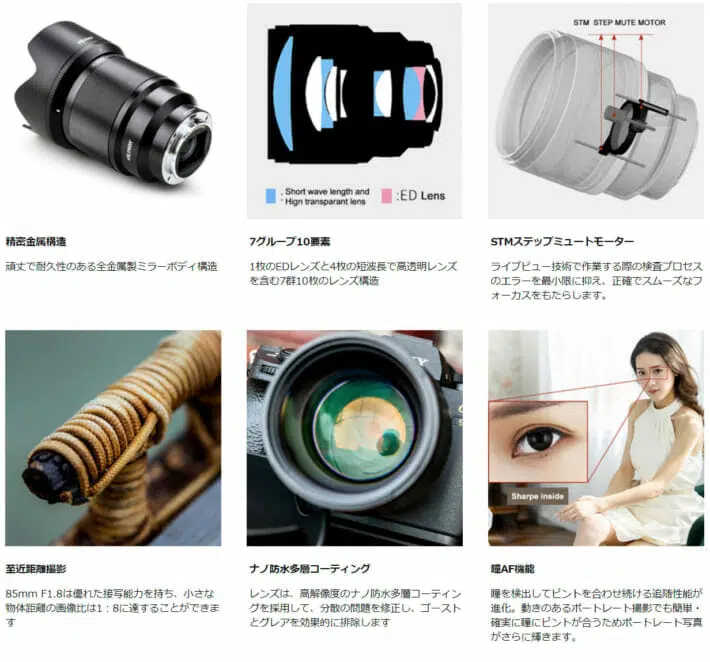 STM STEP MUTE MOTOR
. Short wave length and
· High transparant lens
:ED Lens
精密金属構造
頑丈で耐久性のある全金属製ミラーボディ構造
7グループ10要素
1枚のEDレンズと4枚の短波長で高透明レンズ
を含む7群10枚のレンズ構造
STMステップミュートモーター
ライブビュー技術で作業する際の検査プロセス
のエラーを最小限に抑え、正確でスムーズなフ
ォーカスをもたらします。
Sharpe Inside
至近距離撮影
85mm F1.8は優れた接写能力を持ち、小さな
物体距離の画像比は1：8に達することができま
す
ナノ防水多層コーティング
レンズは、高解像度のナノ防水多層コーティン
グを採用して、分散の問題を修正し、ゴースト
とグレアを効果的に排除します
瞳AF機能
瞳を検出してピントを合わせ続ける追随性能が
進化。動きのあるポートレート撮影でも簡単・
確実に瞳にピントが合うためポートレート写真
がさらに輝きます。